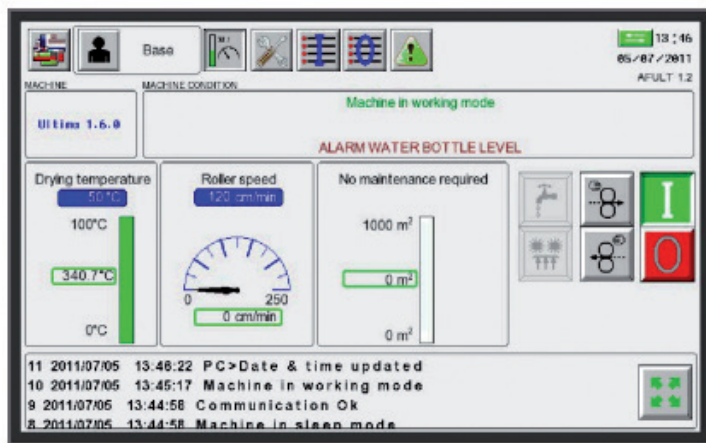 Base
13:46
05/07/2011
AFULT 1.2
MACHINE
MACHINE CONDITION
Ultima 1.6.0
Machine in working mode
ALARM WATER BOTTLE LEVEL
Drying temperature
50 °C
100°C
340.7°C
0°C
Roller speed
120 cm/min
0
250
0 cm/min
No maintenance required
1000 m²
0 m²
0 m²
I
0
11 2011/07/05 13:46:22 PC>Date & time updated
10 2011/07/05 13:45:17 Machine in working mode
9 2011/07/05 13:44:58 Communication Ok
8 2011/07/05 13:44:58 Machine in sleep mode